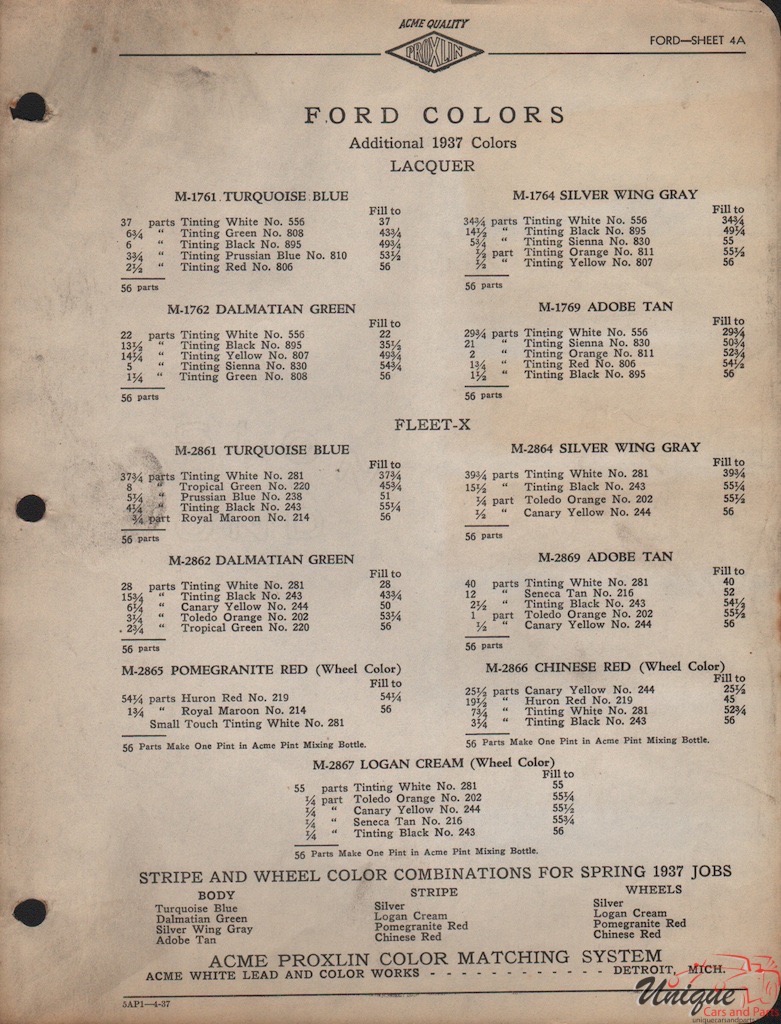 ACME QUALITY
PROXLIN
FORD—SHEET 4A
FORD COLORS
Additional 1937 Colors
LACQUER
M-1761 TURQUOISE BLUE
Fill to
37 parts Tinting White No. 556 37
6¾ " Tinting Green No. 808 43¾
6 " Tinting Black No. 895 49¾
3¾ " Tinting Prussian Blue No. 810 53½
2½ " Tinting Red No. 806 56
56 parts
M-1764 SILVER WING GRAY
Fill to
34¾ parts Tinting White No. 556 34¾
14½ " Tinting Black No. 895 49¼
5¾ " Tinting Sienna No. 830 55
½ part Tinting Orange No. 811 55½
½ " Tinting Yellow No. 807 56
56 parts
M-1762 DALMATIAN GREEN
Fill to
22 parts Tinting White No. 556 22
13½ " Tinting Black No. 895 35½
14¼ " Tinting Yellow No. 807 49¾
5 " Tinting Sienna No. 830 54¾
1¼ " Tinting Green No. 808 56
56 parts
M-1769 ADOBE TAN
Fill to
29¾ parts Tinting White No. 556 29¾
21 " Tinting Sienna No. 830 50¾
2 " Tinting Orange No. 811 52¾
1¾ " Tinting Red No. 806 54½
1½ " Tinting Black No. 895 56
56 parts
FLEET-X
M-2861 TURQUOISE BLUE
Fill to
37¾ parts Tinting White No. 281 37¾
8 " Tropical Green No. 220 45¾
5¼ " Prussian Blue No. 238 51
4¼ " Tinting Black No. 243 55¼
¾ part Royal Maroon No. 214 56
56 parts
M-2864 SILVER WING GRAY
Fill to
39¾ parts Tinting White No. 281 39¾
15½ " Tinting Black No. 243 55¼
¼ part Toledo Orange No. 202 55½
½ " Canary Yellow No. 244 56
56 parts
M-2862 DALMATIAN GREEN
Fill to
28 parts Tinting White No. 281 28
15¾ " Tinting Black No. 243 43¾
6¼ " Canary Yellow No. 244 50
3¼ " Toledo Orange No. 202 53¼
2¾ " Tropical Green No. 220 56
56 parts
M-2869 ADOBE TAN
Fill to
40 parts Tinting White No. 281 40
12 " Seneca Tan No. 216 52
2½ " Tinting Black No. 243 54½
1 part Toledo Orange No. 202 55½
½ " Canary Yellow No. 244 56
56 parts
M-2865 POMEGRANITE RED (Wheel Color)
Fill to
54¼ parts Huron Red No. 219 54¼
1¾ " Royal Maroon No. 214 56
Small Touch Tinting White No. 281
56 Parts Make One Pint in Acme Pint Mixing Bottle.
M-2866 CHINESE RED (Wheel Color)
Fill to
25½ parts Canary Yellow No. 244 25½
19½ " Huron Red No. 219 45
7¾ " Tinting White No. 281 52¾
3¼ " Tinting Black No. 243 56
56 Parts Make One Pint in Acme Pint Mixing Bottle.
M-2867 LOGAN CREAM (Wheel Color)
Fill to
55 parts Tinting White No. 281 55
¼ part Toledo Orange No. 202 55¼
¼ " Canary Yellow No. 244 55½
¼ " Seneca Tan No. 216 55¾
¼ " Tinting Black No. 243 56
56 Parts Make One Pint in Acme Pint Mixing Bottle.
STRIPE AND WHEEL COLOR COMBINATIONS FOR SPRING 1937 JOBS
BODY STRIPE WHEELS
Turquoise Blue Silver Silver
Dalmatian Green Logan Cream Logan Cream
Silver Wing Gray Pomegranite Red Pomegranite Red
Adobe Tan Chinese Red Chinese Red
ACME PROXLIN COLOR MATCHING SYSTEM
ACME WHITE LEAD AND COLOR WORKS - - - - - - - - - - - - DETROIT, MICH.
5AP1—4-37
Unique
Cars and Parts
uniquecarsandparts.com